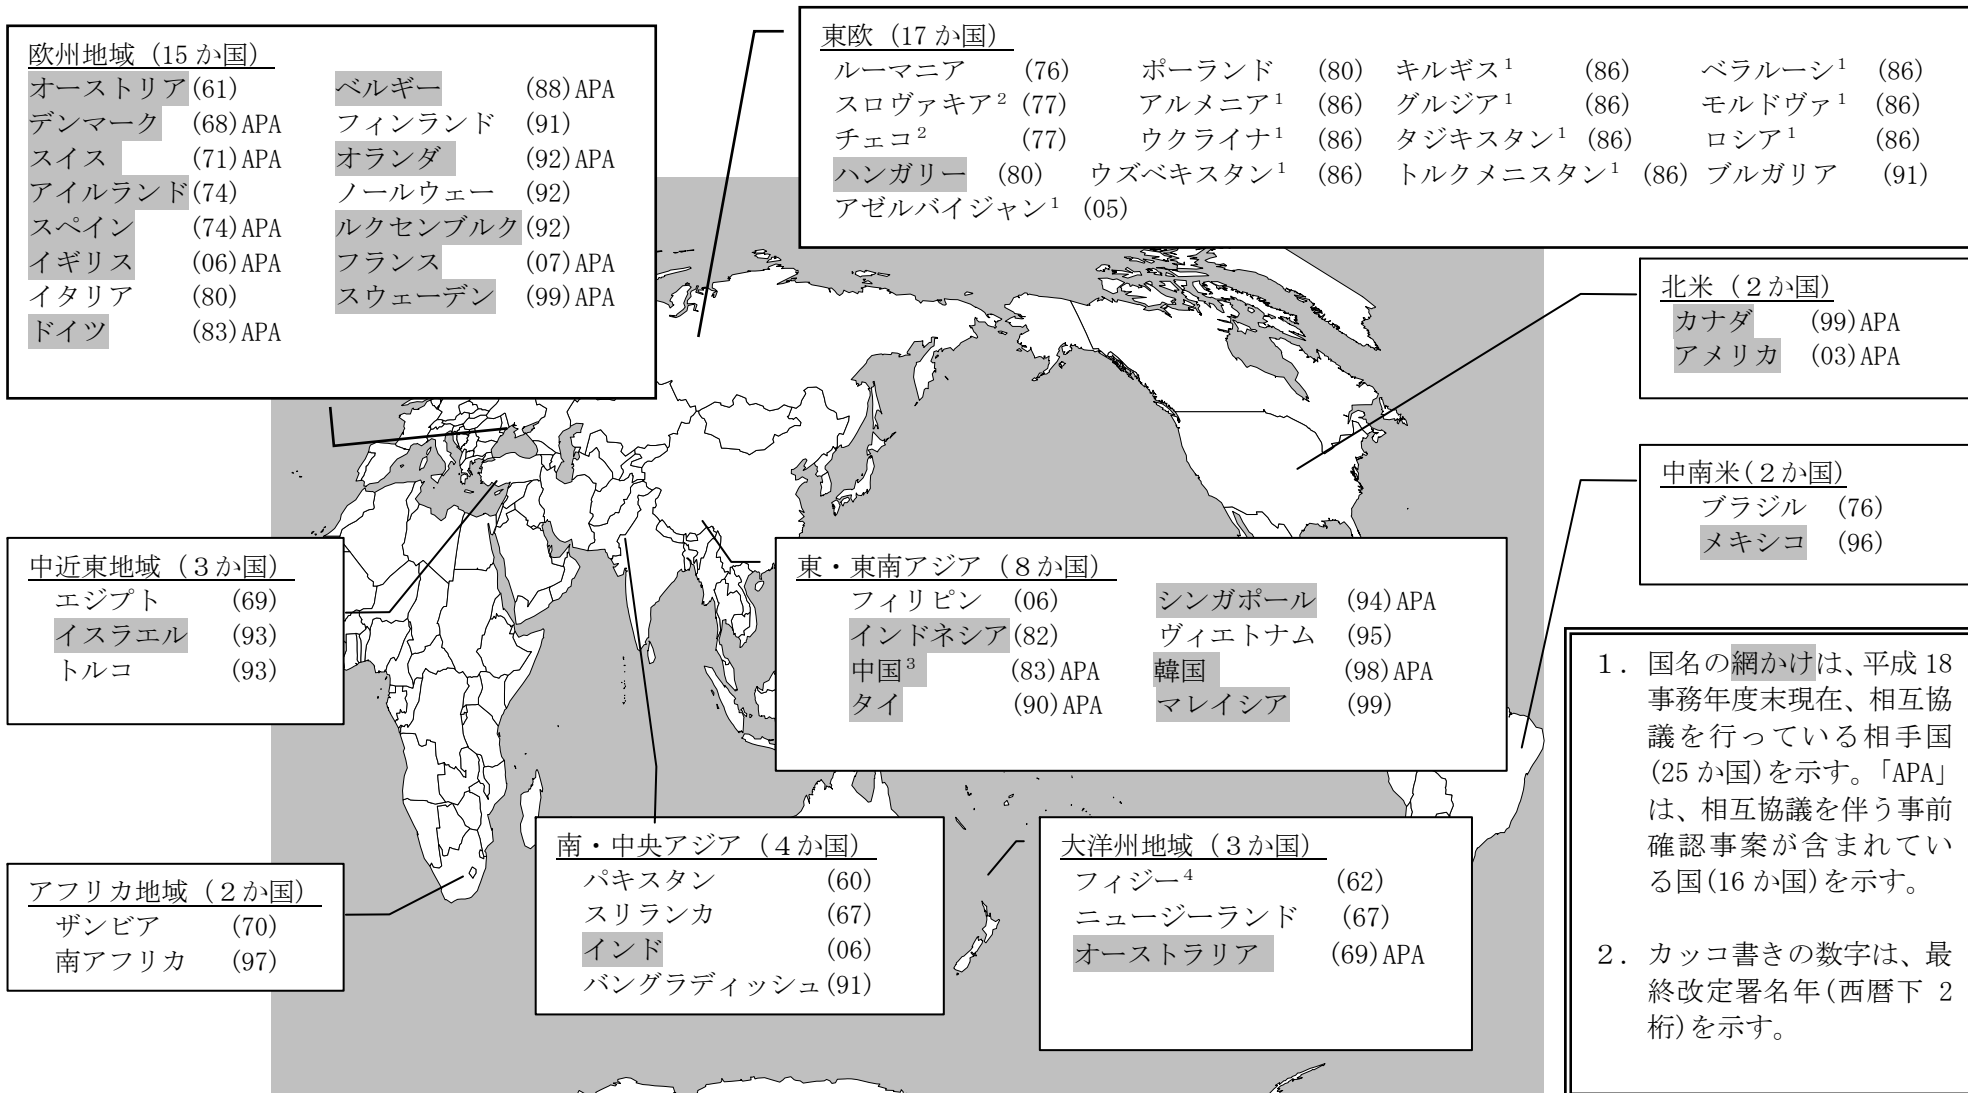 欧州地域（15か国）
オーストリア(61) ベルギー (88)APA
デンマーク (68)APA フィンランド (91)
スイス (71)APA オランダ (92)APA
アイルランド(74) ノールウェー (92)
スペイン (74)APA ルクセンブルク(92)
イギリス (06)APA フランス (07)APA
イタリア (80) スウェーデン (99)APA
ドイツ (83)APA
東欧（17か国）
ルーマニア (76) ポーランド (80) キルギス¹ (86) ベラルーシ¹ (86)
スロヴァキア² (77) アルメニア¹ (86) グルジア¹ (86) モルドヴァ¹ (86)
チェコ² (77) ウクライナ¹ (86) タジキスタン¹ (86) ロシア¹ (86)
ハンガリー (80) ウズベキスタン¹ (86) トルクメニスタン¹ (86) ブルガリア (91)
アゼルバイジャン¹ (05)
北米（２か国）
カナダ (99)APA
アメリカ (03)APA
中南米(２か国)
ブラジル (76)
メキシコ (96)
中近東地域（３か国）
エジプト (69)
イスラエル (93)
トルコ (93)
東・東南アジア（８か国）
フィリピン (06) シンガポール (94)APA
インドネシア(82) ヴィエトナム (95)
中国³ (83)APA 韓国 (98)APA
タイ (90)APA マレイシア (99)
アフリカ地域（２か国）
ザンビア (70)
南アフリカ (97)
南・中央アジア（４か国）
パキスタン (60)
スリランカ (67)
インド (06)
バングラディッシュ(91)
大洋州地域（３か国）
フィジー⁴ (62)
ニュージーランド (67)
オーストラリア (69)APA
１．国名の網かけは、平成18
事務年度末現在、相互協
議を行っている相手国
(25か国)を示す。「APA」
は、相互協議を伴う事前
確認事案が含まれてい
る国(16か国)を示す。
２．カッコ書きの数字は、最
終改定署名年(西暦下 2
桁)を示す。